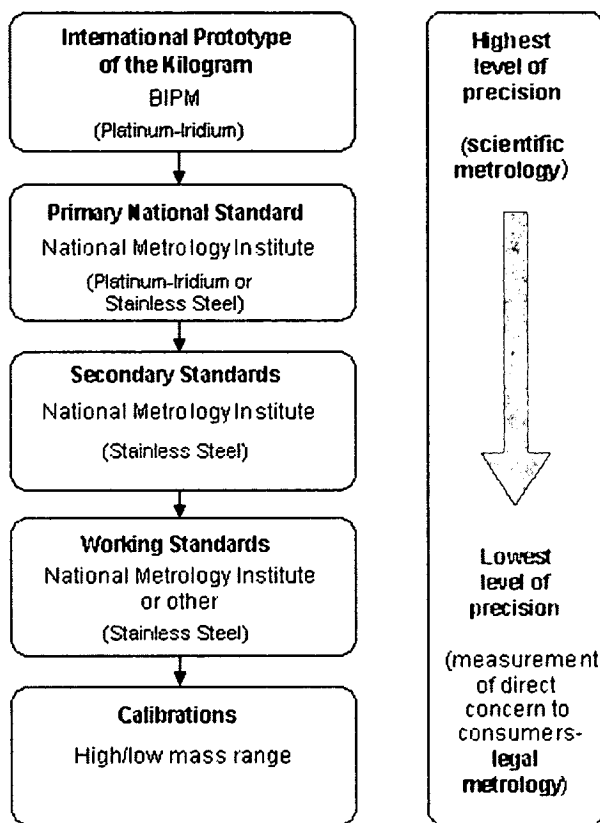 International Prototype
of the Kilogram
BIPM
(Platinum-Iridium)
Primary National Standard
National Metrology Institute
(Platinum-Iridium or
Stainless Steel)
Secondary Standards
National Metrology Institute
(Stainless Steel)
Working Standards
National Metrology Institute
or other
(Stainless Steel)
Calibrations
High/low mass range
Highest
level of
precision
(scientific
metrology)
Lowest
level of
precision
(measurement
of direct
concern to
consumers-
legal
metrology)